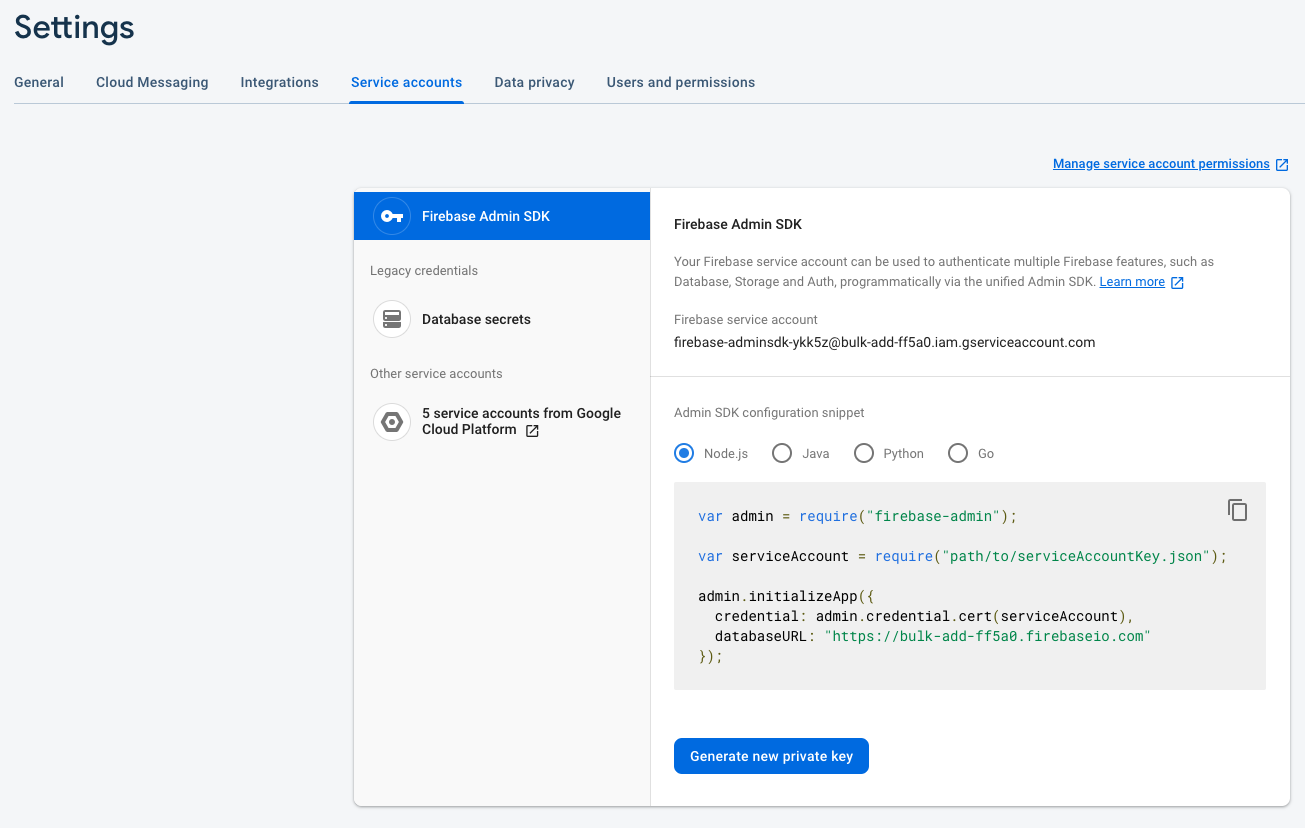 Settings
General
Cloud Messaging
Integrations
Service accounts
Data privacy
Users and permissions
Manage service account permissions
Firebase Admin SDK
Legacy credentials
Database secrets
Other service accounts
5 service accounts from Google
Cloud Platform
Firebase Admin SDK
Your Firebase service account can be used to authenticate multiple Firebase features, such as
Database, Storage and Auth, programmatically via the unified Admin SDK. Learn more
Firebase service account
firebase-adminsdk-ykk5z@bulk-add-ff5a0.iam.gserviceaccount.com
Admin SDK configuration snippet
Node.js
Java
Python
Go
var admin = require("firebase-admin");
var serviceAccount = require("path/to/serviceAccountKey.json");
admin.initializeApp({
  credential: admin.credential.cert(serviceAccount),
  databaseURL: "https://bulk-add-ff5a0.firebaseio.com"
});
Generate new private key